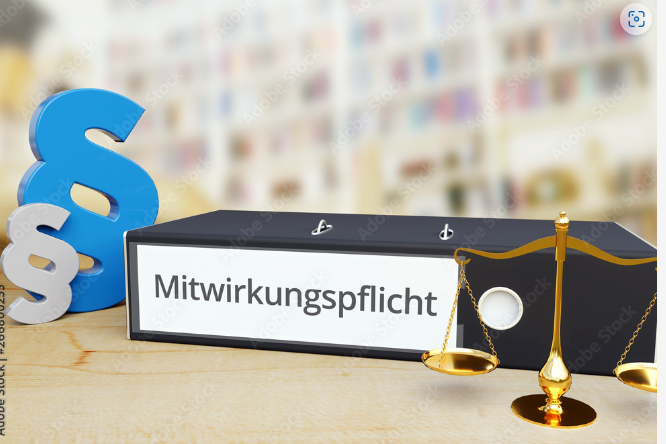 §
§
Mitwirkungspflicht
Adobe Stock